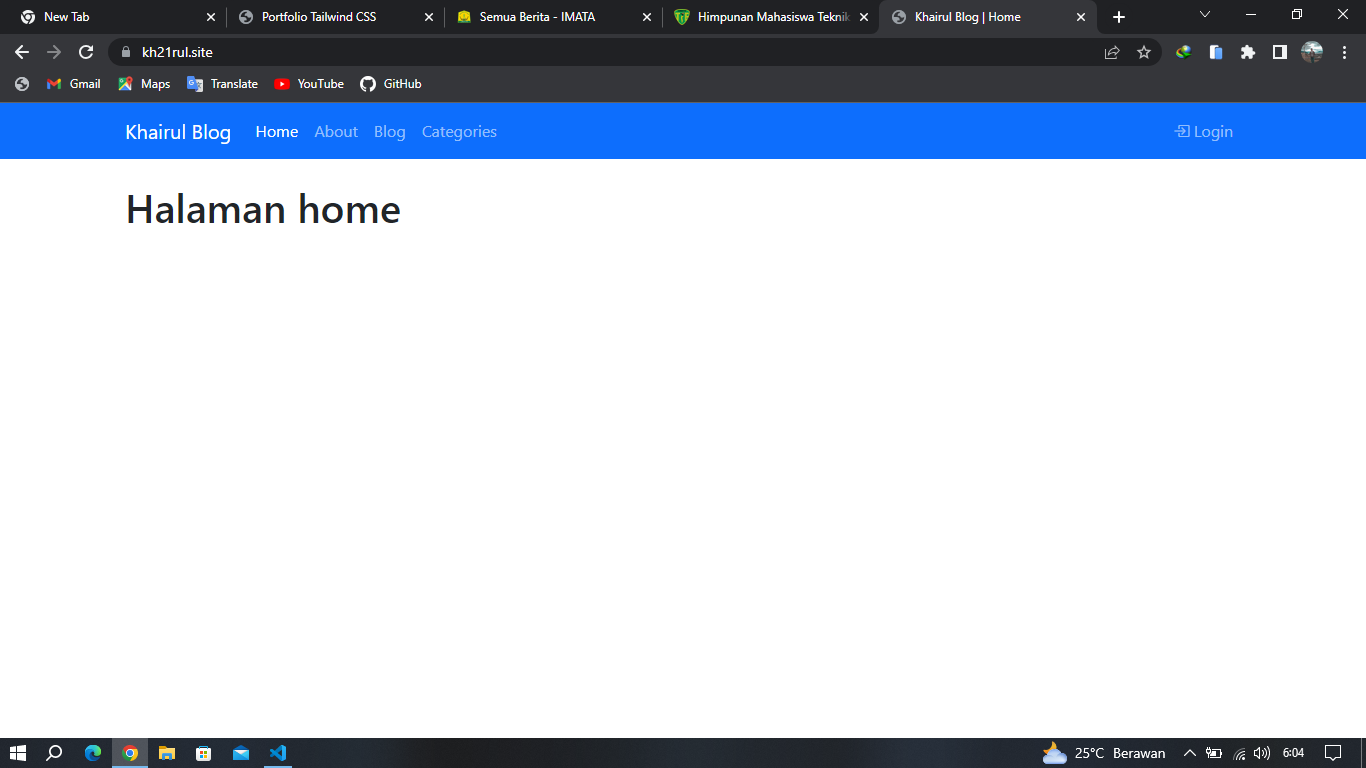 New Tab
Portfolio Tailwind CSS
Semua Berita - IMATA
Himpunan Mahasiswa Teknik
Khairul Blog | Home
kh21rul.site
Gmail
Maps
Translate
YouTube
GitHub
Khairul Blog
Home
About
Blog
Categories
Login
Halaman home
25°C Berawan
6:04